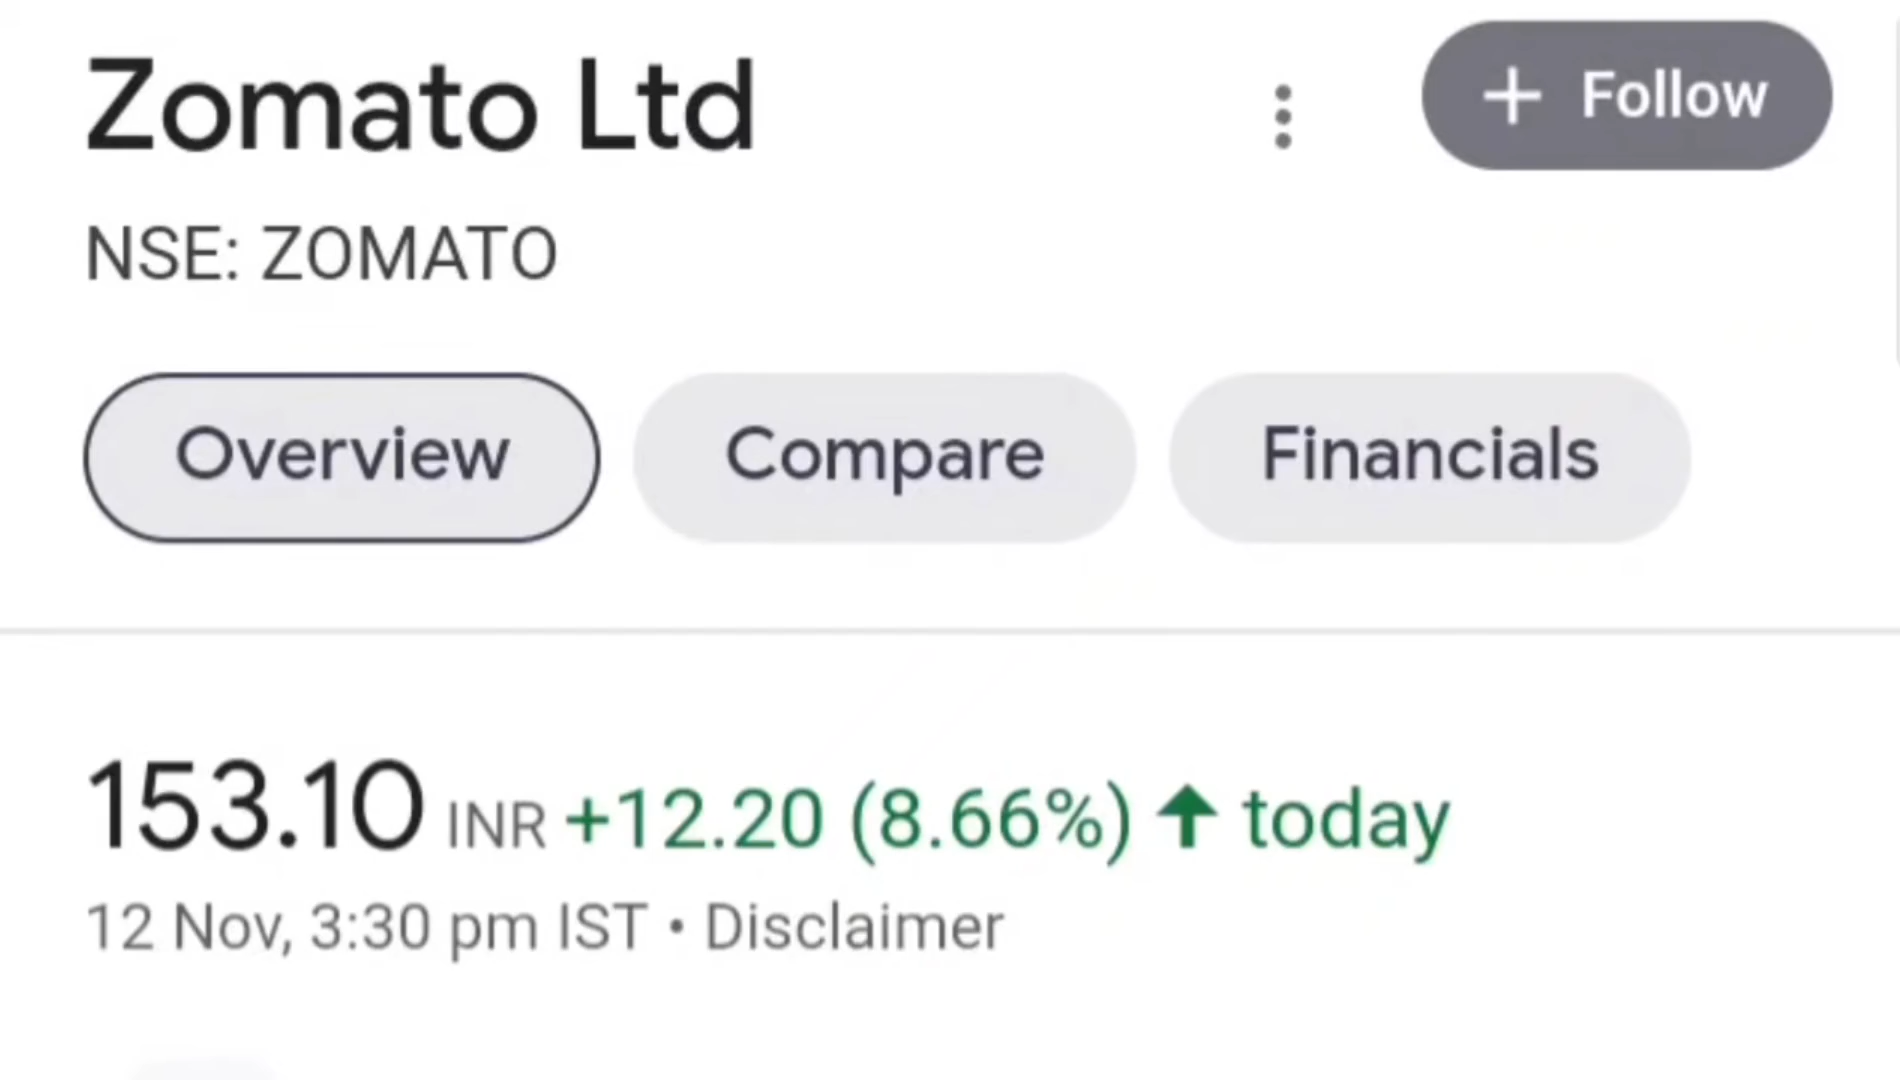 Zomato Ltd
+ Follow
NSE: ZOMATO
Overview Compare Financials
153.10 INR +12.20 (8.66%) ↑ today
12 Nov, 3:30 pm IST • Disclaimer